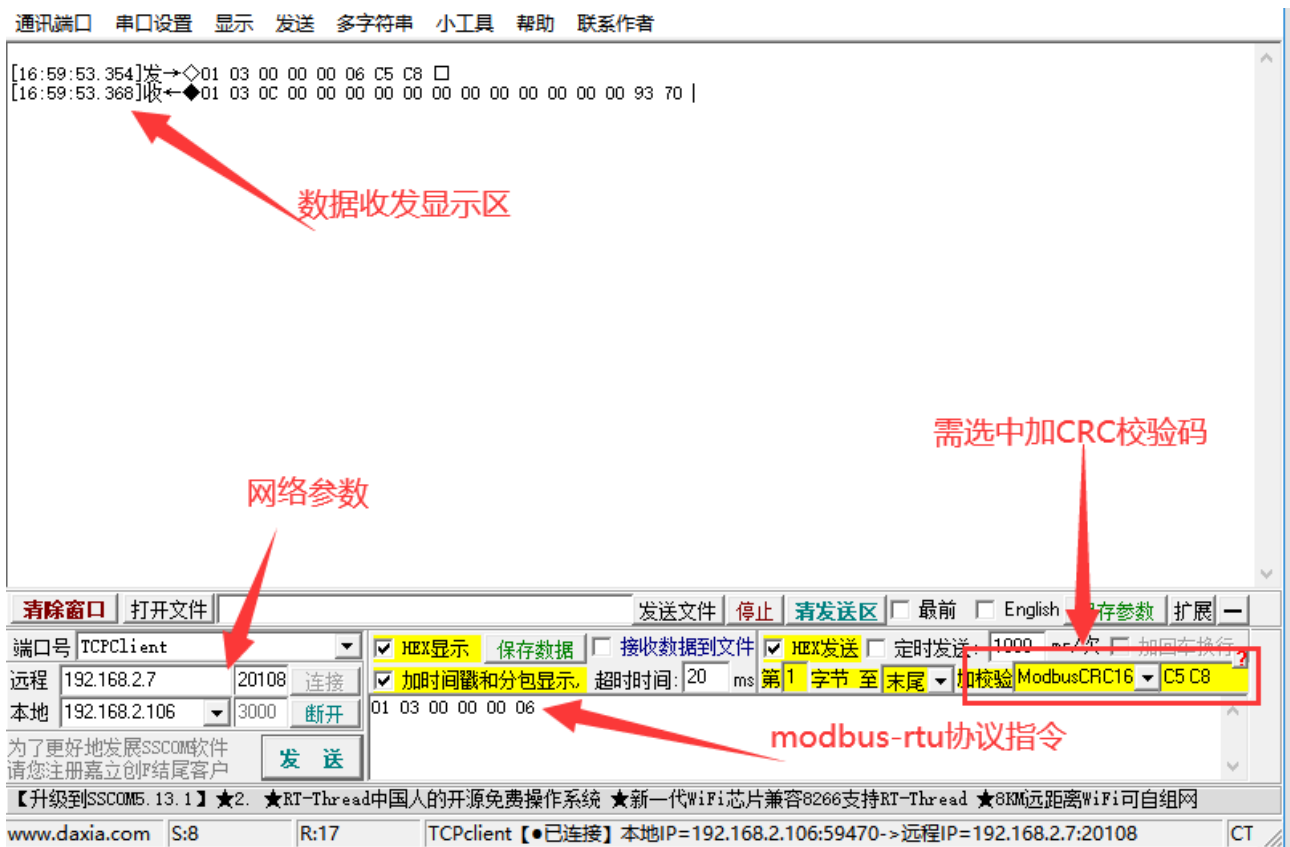 通讯端口 串口设置 显示 发送 多字符串 小工具 帮助 联系作者
[16:59:53.354]发→◇01 03 00 00 00 06 C5 C8 □
[16:59:53.368]收←◆01 03 0C 00 00 00 00 00 00 00 00 00 00 00 00 93 70
数据收发显示区
需选中加CRC校验码
网络参数
清除窗口 打开文件 发送文件 停止 清发送区 最前 English 保存参数 扩展 —
端口号 TCPClient HEX显示 保存数据 接收数据到文件 HEX发送 定时发送: 1000 ms/次 加回车换行
远程 192.168.2.7 20108 连接 加时间戳和分包显示, 超时时间: 20 ms 第1 字节 至 末尾 加校验 ModbusCRC16 C5 C8 ?
本地 192.168.2.106 3000 断开 01 03 00 00 00 06
modbus-rtu协议指令
为了更好地发展SSCOM软件
请您注册嘉立创F结尾客户
发 送
【升级到SSCOM5.13.1】★2. ★RT-Thread中国人的开源免费操作系统 ★新一代WiFi芯片兼容8266支持RT-Thread ★8KM远距离WiFi可自组网
www.daxia.com S:8 R:17 TCPclient【●已连接】本地IP=192.168.2.106:59470->远程IP=192.168.2.7:20108 CT